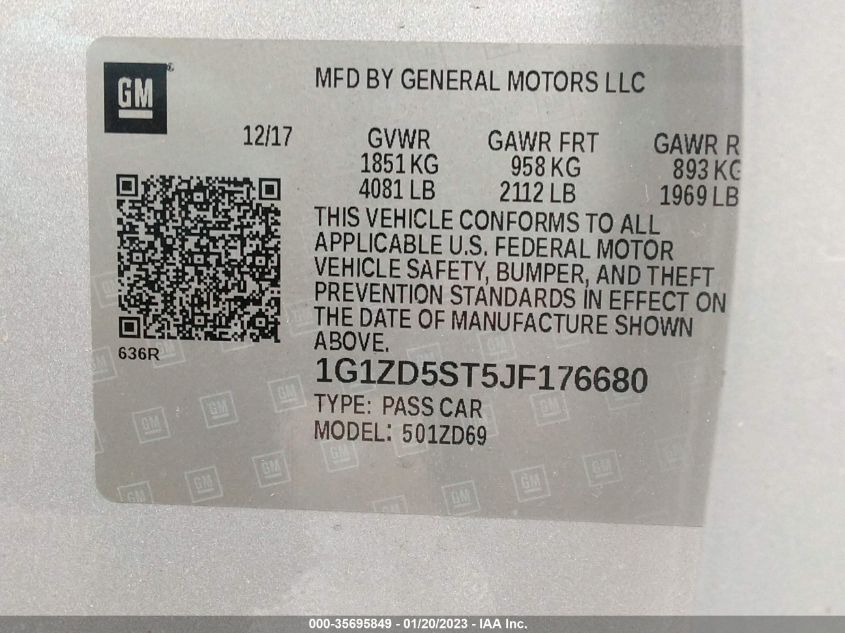 GM
MFD BY GENERAL MOTORS LLC
12/17 GVWR GAWR FRT GAWR R
1851 KG 958 KG 893 KG
4081 LB 2112 LB 1969 LB
THIS VEHICLE CONFORMS TO ALL
APPLICABLE U.S. FEDERAL MOTOR
VEHICLE SAFETY, BUMPER, AND THEFT
PREVENTION STANDARDS IN EFFECT ON
THE DATE OF MANUFACTURE SHOWN
ABOVE.
636R
1G1ZD5ST5JF176680
TYPE: PASS CAR
MODEL: 501ZD69
000-35695849 - 01/20/2023 - IAA Inc.